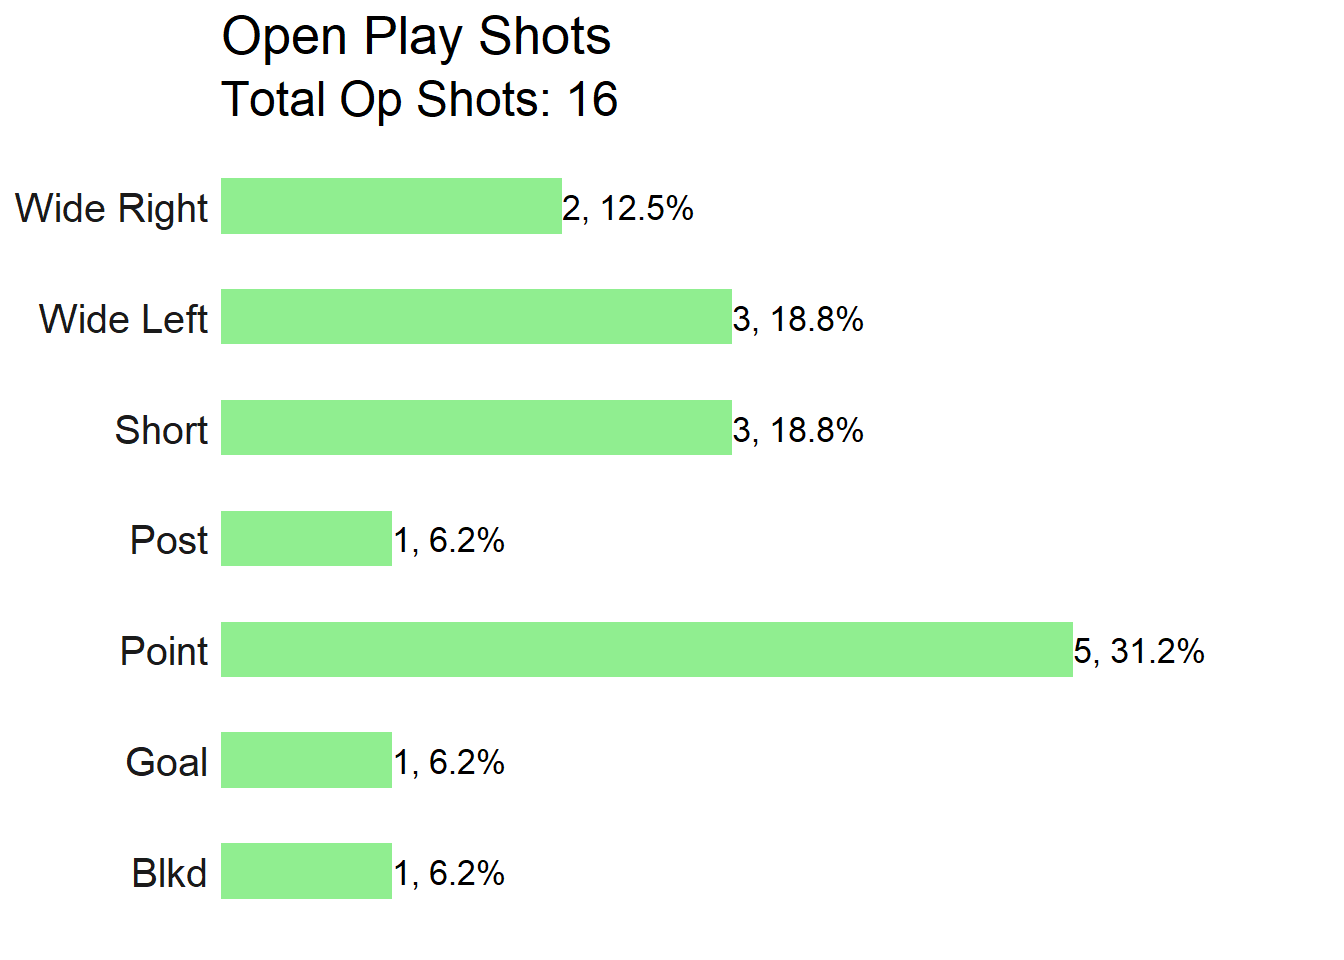 Open Play Shots
Total Op Shots: 16
Wide Right 2, 12.5%
Wide Left 3, 18.8%
Short 3, 18.8%
Post 1, 6.2%
Point 5, 31.2%
Goal 1, 6.2%
Blkd 1, 6.2%